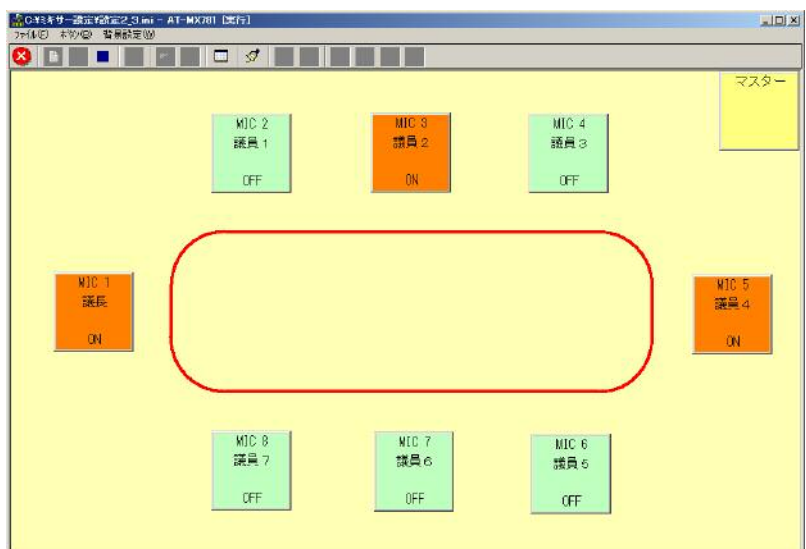 C:¥ミキサー設定¥設定2_3.ini - AT-MX781 [実行]
ファイル(F) ボタン(B) 背景設定(W)
マスター
MIC 2
議員1
OFF
MIC 3
議員2
ON
MIC 4
議員3
OFF
MIC 1
議長
ON
MIC 5
議員4
ON
MIC 8
議員7
OFF
MIC 7
議員6
OFF
MIC 6
議員5
OFF